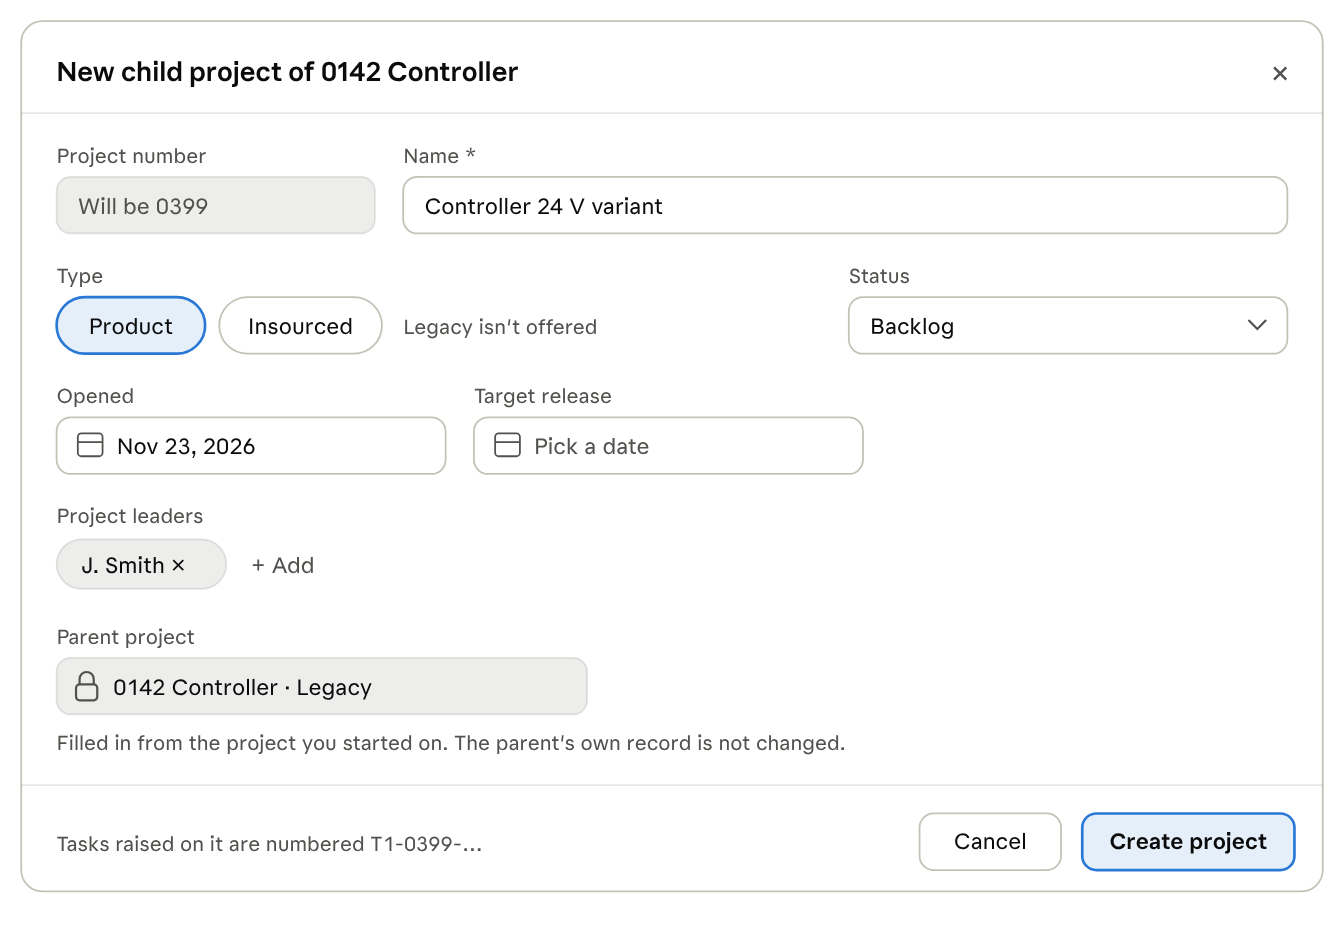 New child project of 0142 Controller ×
Project number
Name *
Will be 0399
Controller 24 V variant
Type
Status
Product
Insourced
Legacy isn't offered
Backlog
Opened
Target release
Nov 23, 2026
Pick a date
Project leaders
J. Smith ×
+ Add
Parent project
0142 Controller · Legacy
Filled in from the project you started on. The parent's own record is not changed.
Tasks raised on it are numbered T1-0399-...
Cancel
Create project